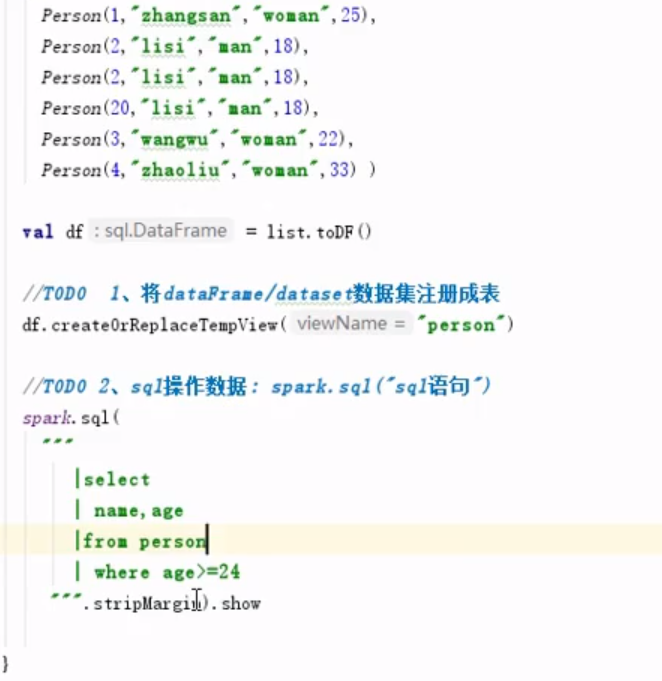 Person(1,"zhangsan","woman",25),
Person(2,"lisi","man",18),
Person(2,"lisi","man",18),
Person(20,"lisi","man",18),
Person(3,"wangwu","woman",22),
Person(4,"zhaoliu","woman",33) )
val df : sql.DataFrame = list.toDF()
//TODO 1、将dataFrame/dataset数据集注册成表
df.createOrReplaceTempView( viewName = "person")
//TODO 2、sql操作数据: spark.sql("sql语句")
spark.sql(
"""
|select
| name,age
|from person
| where age>=24
""".stripMargin).show
}